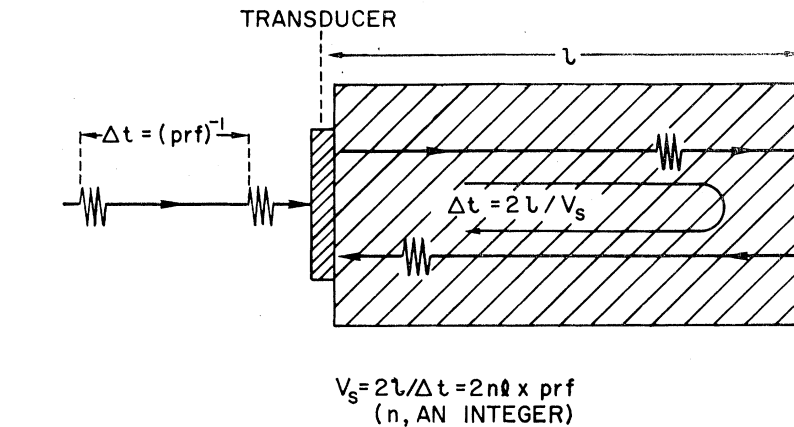 TRANSDUCER
l
Δt = (prf)⁻¹
Δt = 2l / Vₛ
Vₛ = 2l/Δt = 2nℓ x prf
(n, AN INTEGER)